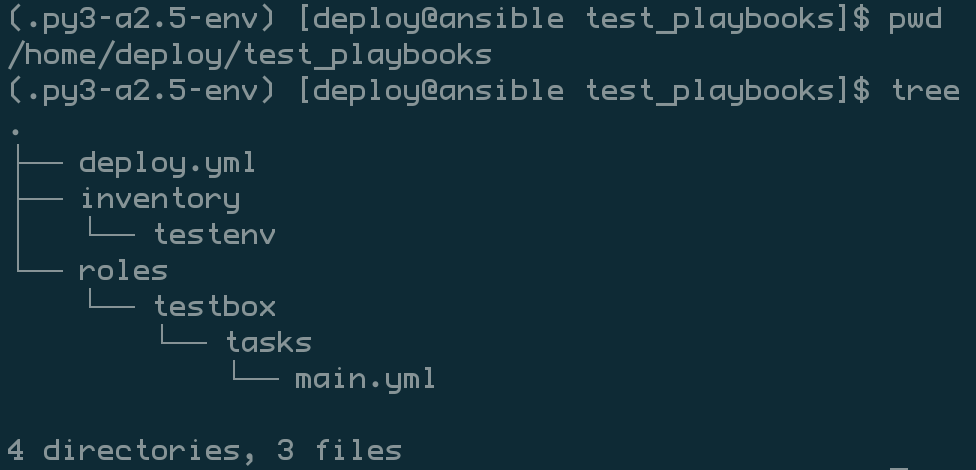 (.py3-a2.5-env) [deploy@ansible test_playbooks]$ pwd
/home/deploy/test_playbooks
(.py3-a2.5-env) [deploy@ansible test_playbooks]$ tree
.
├── deploy.yml
├── inventory
│   └── testenv
└── roles
    └── testbox
        └── tasks
            └── main.yml

4 directories, 3 files